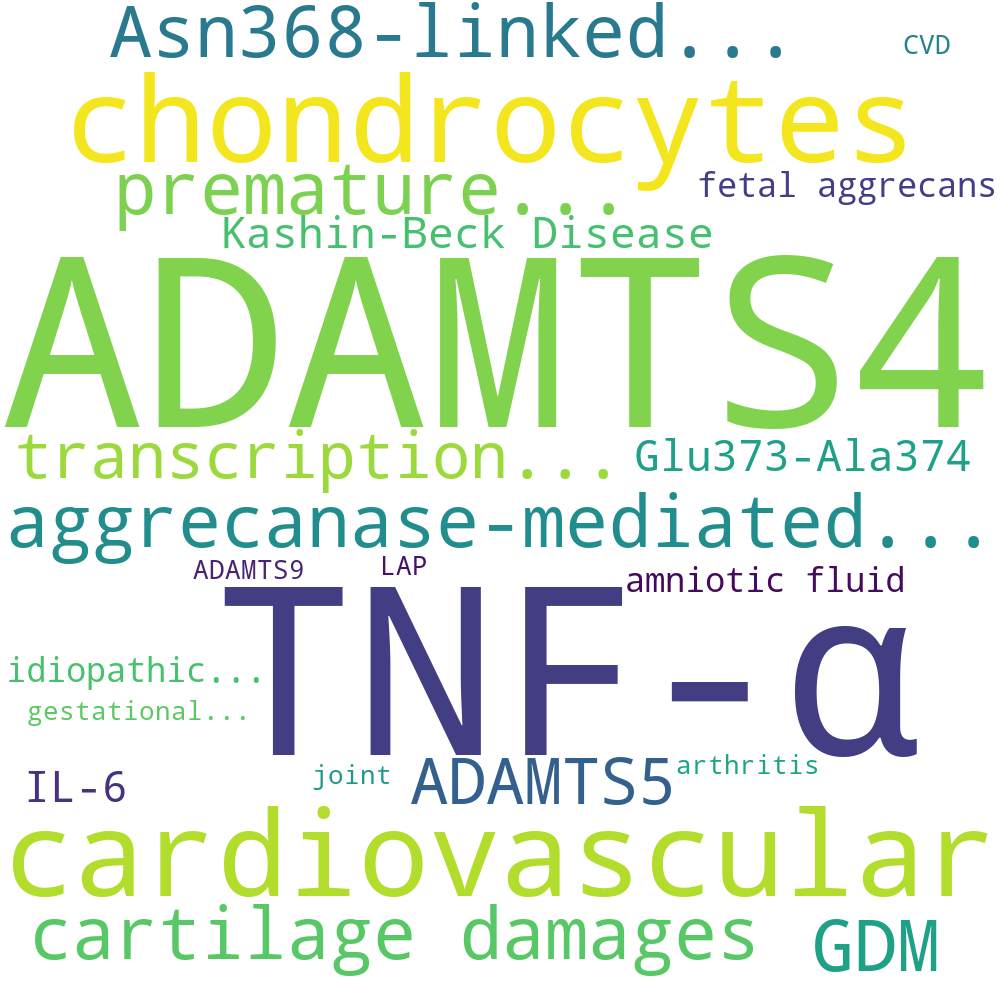 Asn368-linked...
CVD
chondrocytes
premature...
fetal aggrecans
Kashin-Beck Disease
ADAMTS4
transcription...
Glu373-Ala374
aggrecanase-mediated...
ADAMTS9
LAP
amniotic fluid
TNF-α
idiopathic...
gestational...
joint
ADAMTS5
arthritis
IL-6
cardiovascular
cartilage damages
GDM